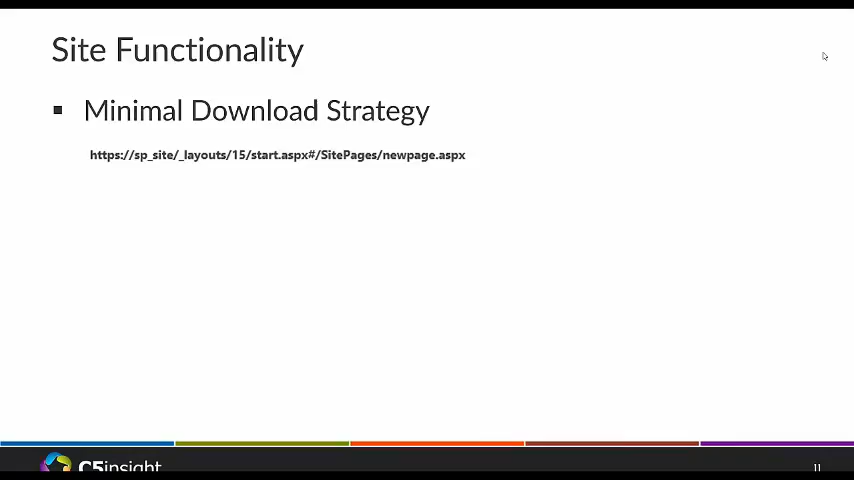 Site Functionality
▪ Minimal Download Strategy
https://sp_site/_layouts/15/start.aspx#/SitePages/newpage.aspx
C5insight
11